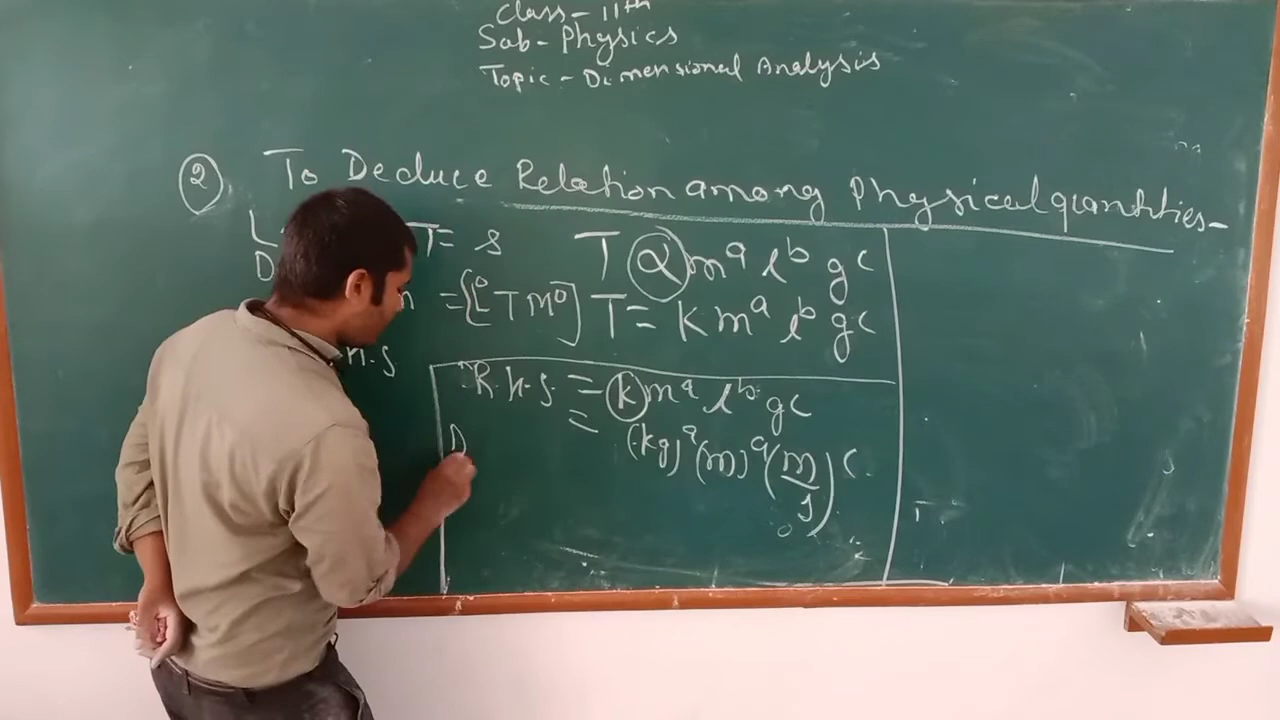 Class - 11th
Sub - Physics
Topic - Dimensional Analysis
② To Deduce Relation among Physical quantities -
L T = s
D
= [L⁰ T M⁰]
T ∝ mᵃ lᵇ gᶜ
T = K mᵃ lᵇ gᶜ
R.H.S = k mᵃ lᵇ gᶜ
= (kg)ᵃ (m)ᵃ (m/s)ᶜ
D